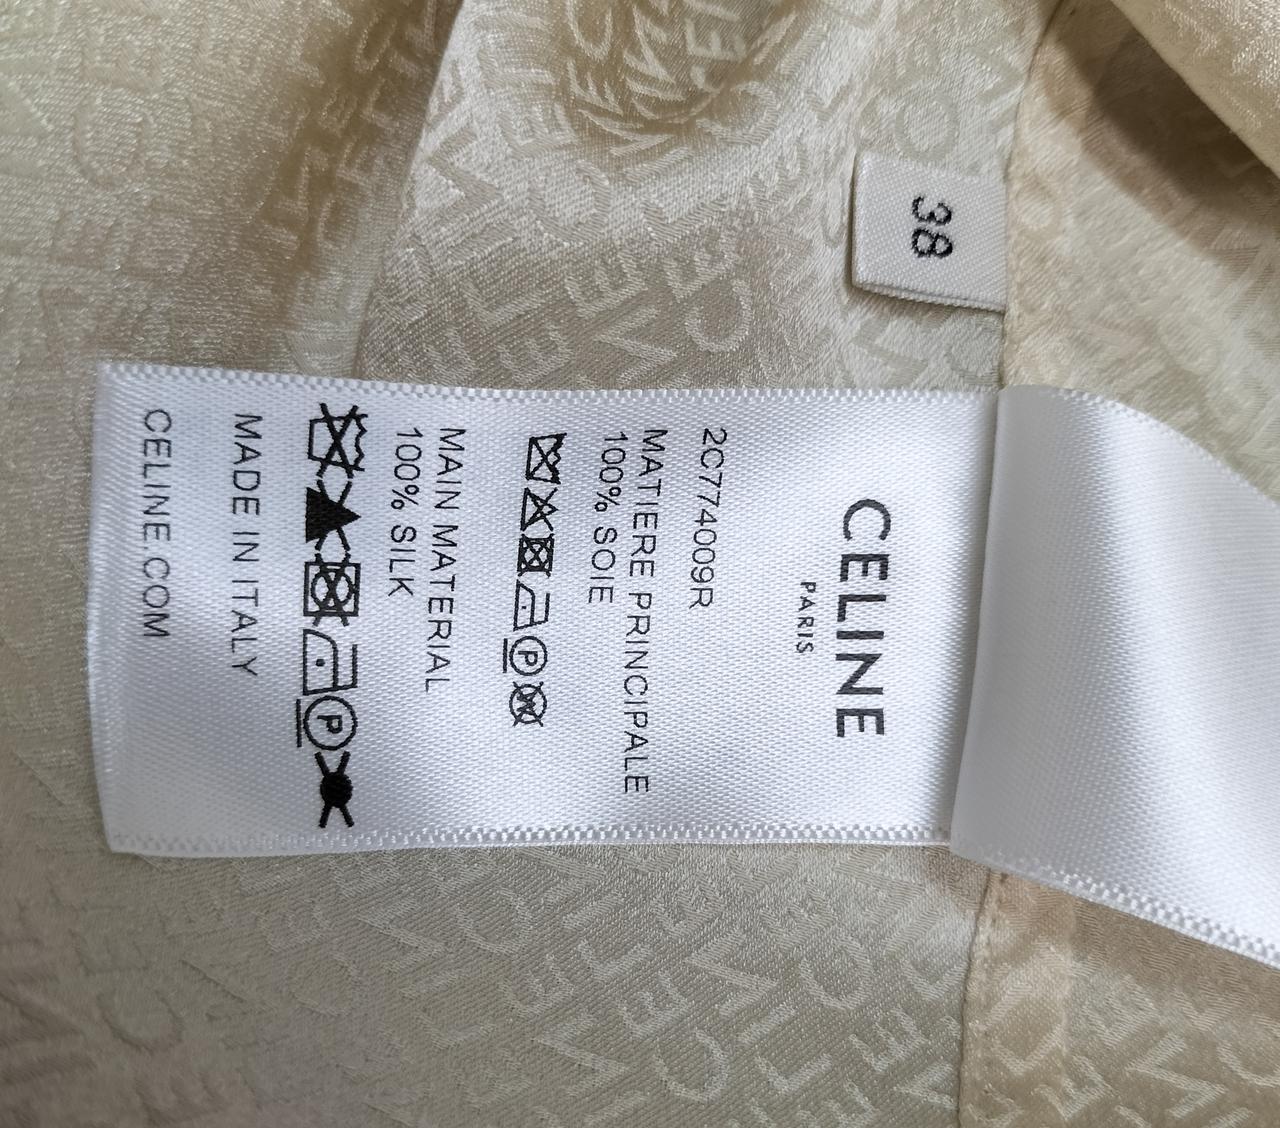 38
CELINE
PARIS
2C774009R
MATIERE PRINCIPALE
100% SOIE
P
W
MAIN MATERIAL
100% SILK
P
MADE IN ITALY
CELINE.COM